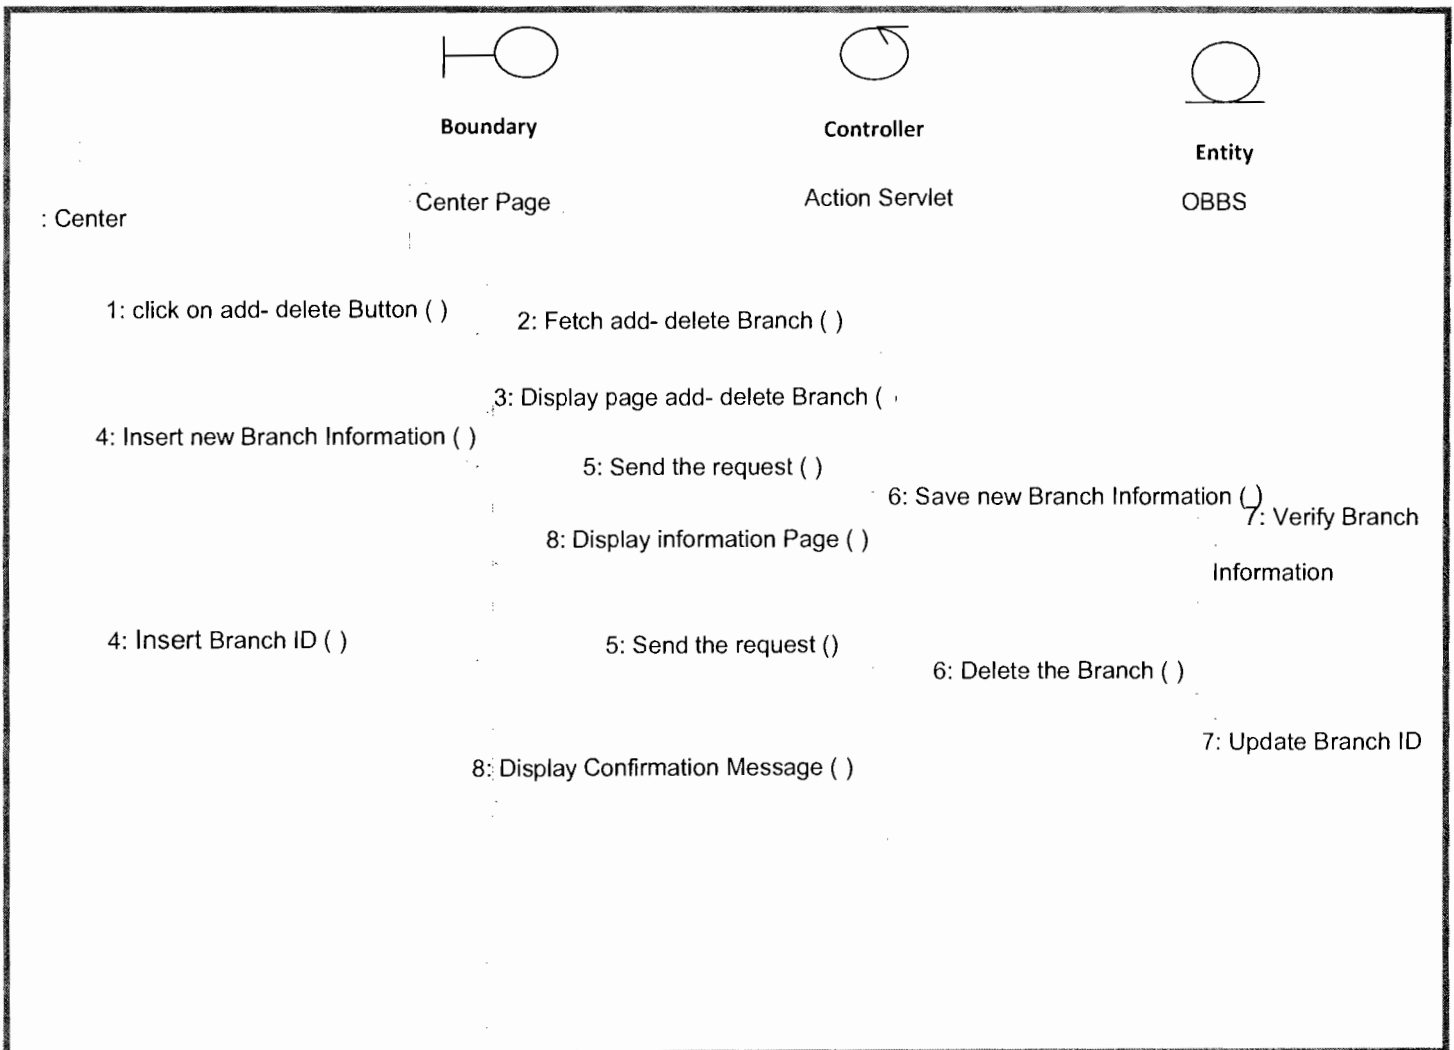 Boundary
Controller
Entity
: Center
Center Page
Action Servlet
OBBS
1: click on add- delete Button ( )
2: Fetch add- delete Branch ( )
3: Display page add- delete Branch (
4: Insert new Branch Information ( )
5: Send the request ( )
6: Save new Branch Information ( )
7: Verify Branch
Information
8: Display information Page ( )
4: Insert Branch ID ( )
5: Send the request ()
6: Delete the Branch ( )
7: Update Branch ID
8: Display Confirmation Message ( )